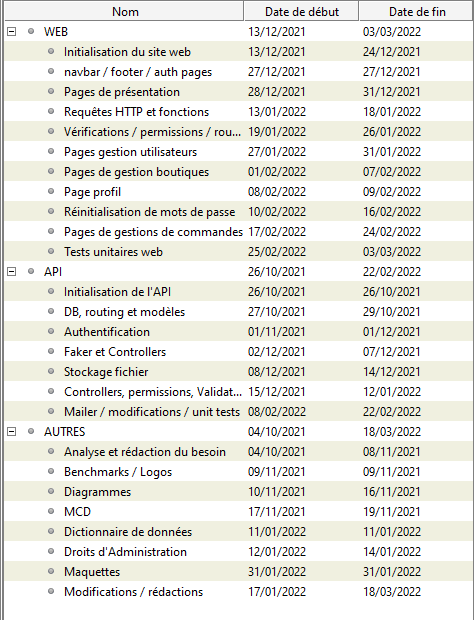 Nom Date de début Date de fin
WEB 13/12/2021 03/03/2022
Initialisation du site web 13/12/2021 24/12/2021
navbar / footer / auth pages 27/12/2021 27/12/2021
Pages de présentation 28/12/2021 31/12/2021
Requêtes HTTP et fonctions 13/01/2022 18/01/2022
Vérifications / permissions / rou... 19/01/2022 26/01/2022
Pages gestion utilisateurs 27/01/2022 31/01/2022
Pages de gestion boutiques 01/02/2022 07/02/2022
Page profil 08/02/2022 09/02/2022
Réinitialisation de mots de passe 10/02/2022 16/02/2022
Pages de gestions de commandes 17/02/2022 24/02/2022
Tests unitaires web 25/02/2022 03/03/2022
API 26/10/2021 22/02/2022
Initialisation de l'API 26/10/2021 26/10/2021
DB, routing et modèles 27/10/2021 29/10/2021
Authentification 01/11/2021 01/12/2021
Faker et Controllers 02/12/2021 07/12/2021
Stockage fichier 08/12/2021 14/12/2021
Controllers, permissions, Validat... 15/12/2021 12/01/2022
Mailer / modifications / unit tests 08/02/2022 22/02/2022
AUTRES 04/10/2021 18/03/2022
Analyse et rédaction du besoin 04/10/2021 08/11/2021
Benchmarks / Logos 09/11/2021 09/11/2021
Diagrammes 10/11/2021 16/11/2021
MCD 17/11/2021 19/11/2021
Dictionnaire de données 11/01/2022 11/01/2022
Droits d'Administration 12/01/2022 14/01/2022
Maquettes 31/01/2022 31/01/2022
Modifications / rédactions 17/01/2022 18/03/2022